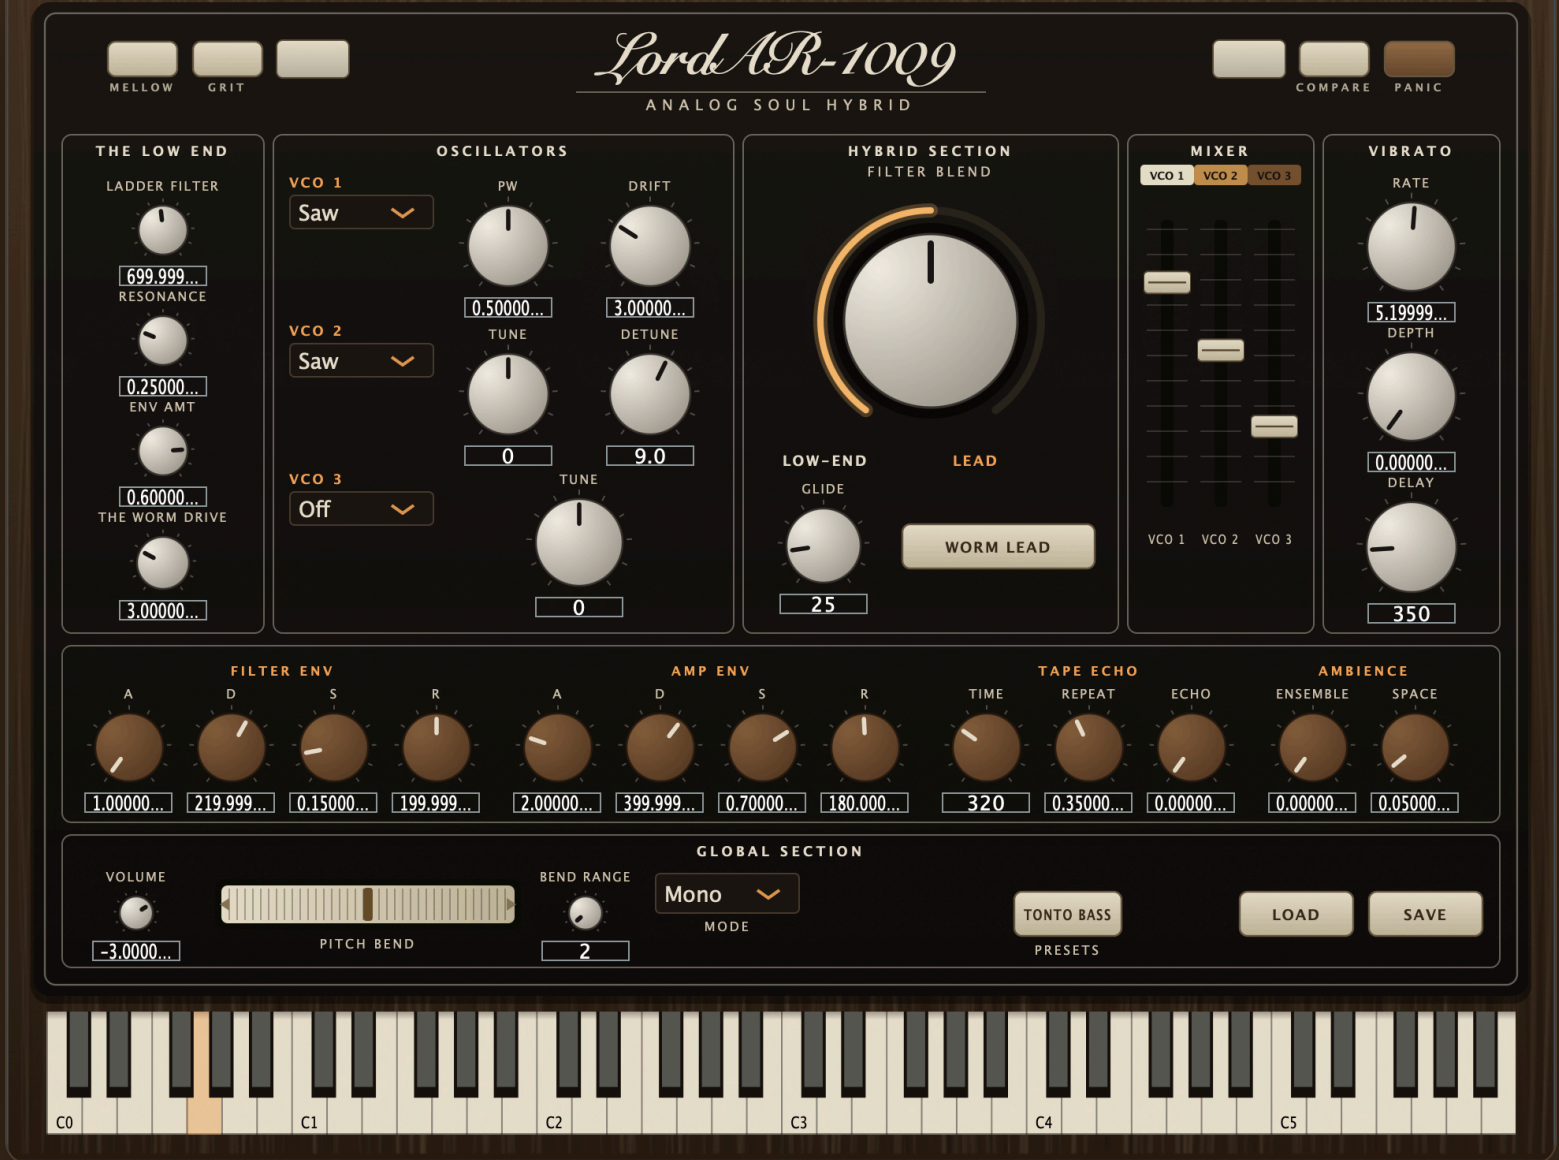 LordAR-1009
ANALOG SOUL HYBRID
MELLOW
GRIT
COMPARE
PANIC
THE LOW END
LADDER FILTER
699.999...
RESONANCE
0.25000...
ENV AMT
0.60000...
THE WORM DRIVE
3.00000...
OSCILLATORS
VCO 1
Saw
PW
0.50000...
DRIFT
3.00000...
VCO 2
Saw
TUNE
0
DETUNE
9.0
VCO 3
Off
TUNE
0
HYBRID SECTION
FILTER BLEND
LOW-END
LEAD
GLIDE
25
WORM LEAD
MIXER
VCO 1
VCO 2
VCO 3
VCO 1
VCO 2
VCO 3
VIBRATO
RATE
5.19999...
DEPTH
0.00000...
DELAY
350
FILTER ENV
A
D
S
R
1.00000...
219.999...
0.15000...
199.999...
AMP ENV
A
D
S
R
2.00000...
399.999...
0.70000...
180.000...
TAPE ECHO
TIME
REPEAT
ECHO
320
0.35000...
0.00000...
AMBIENCE
ENSEMBLE
SPACE
0.00000...
0.05000...
GLOBAL SECTION
VOLUME
-3.0000...
PITCH BEND
BEND RANGE
2
Mono
MODE
TONTO BASS
PRESETS
LOAD
SAVE
C0
C1
C2
C3
C4
C5